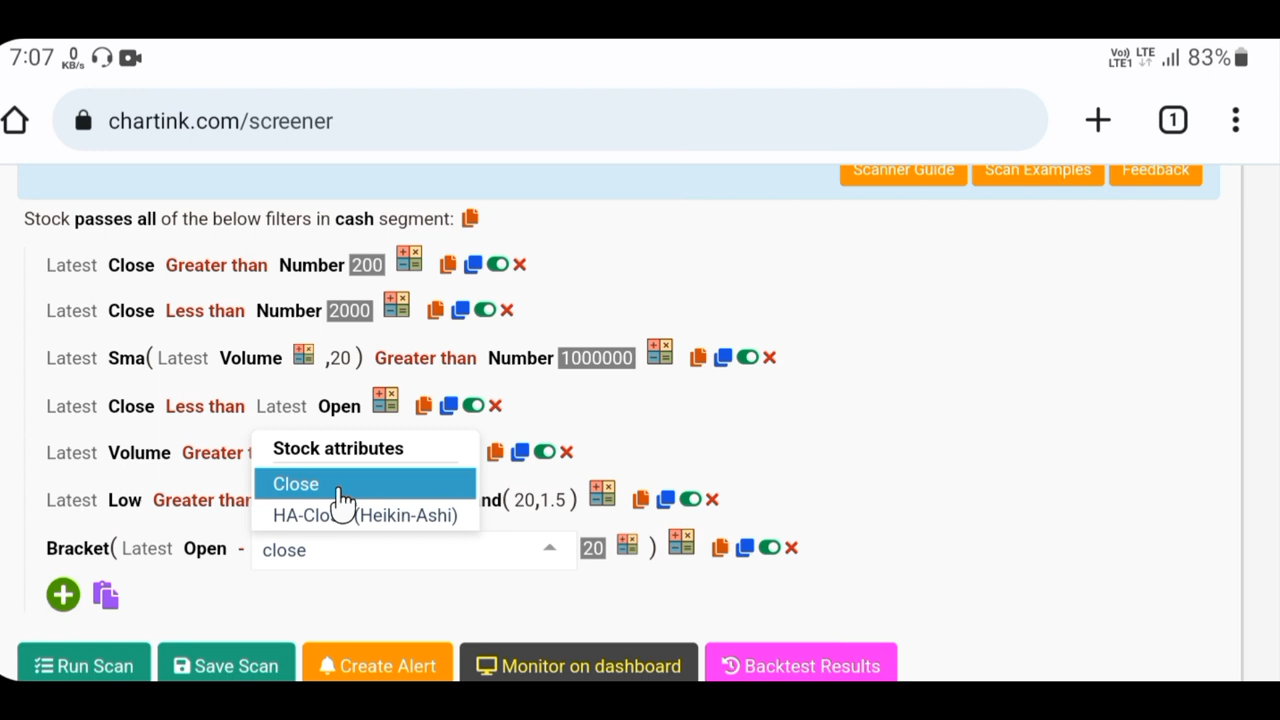 7:07 0 KB/s Vo)) LTE1 LTE 83%
chartink.com/screener 1
Scanner Guide Scan Examples Feedback
Stock passes all of the below filters in cash segment:
Latest Close Greater than Number 200
Latest Close Less than Number 2000
Latest Sma( Latest Volume ,20 ) Greater than Number 1000000
Latest Close Less than Latest Open
Stock attributes
Latest Volume Greater
Close
Latest Low Greater than nd( 20,1.5 )
(Heikin-Ashi)
Bracket( Latest Open - close 20 )
Run Scan Save Scan Create Alert Monitor on dashboard Backtest Results